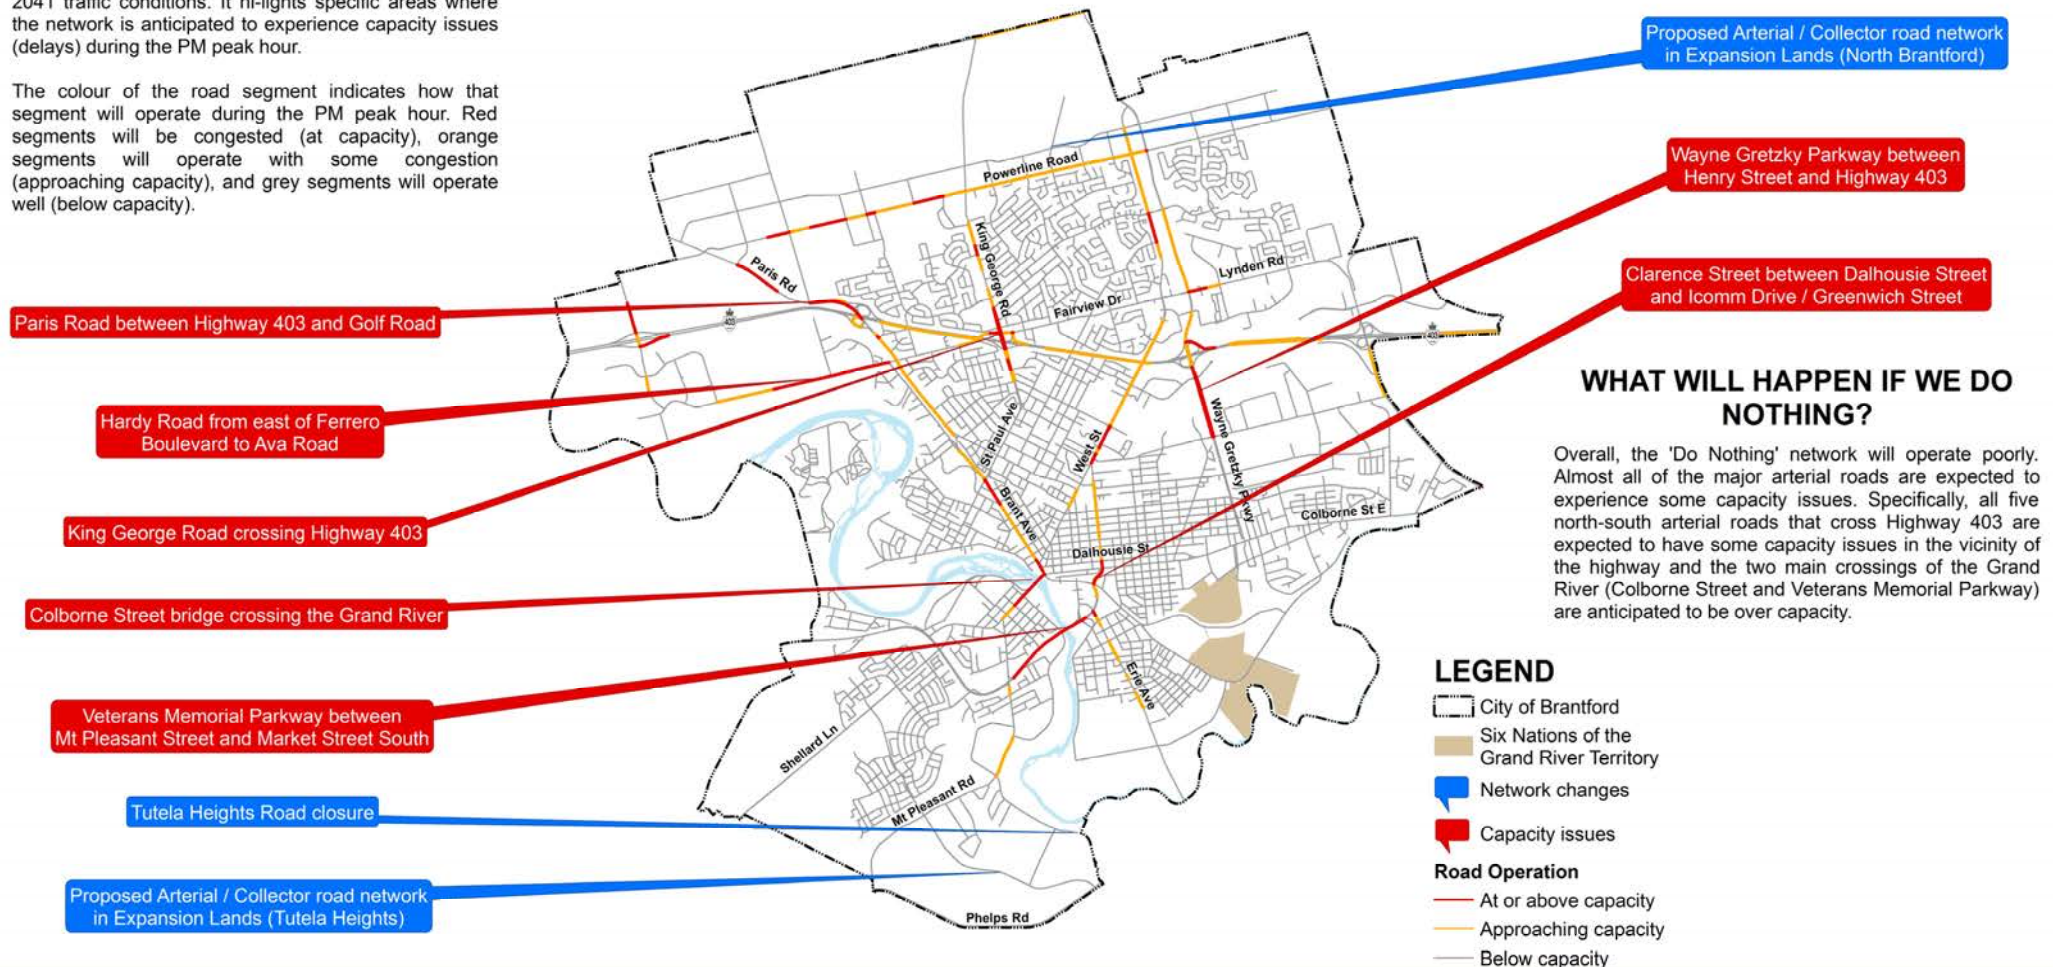 2041 traffic conditions. It hi-lights specific areas where
the network is anticipated to experience capacity issues
(delays) during the PM peak hour.
The colour of the road segment indicates how that
segment will operate during the PM peak hour. Red
segments will be congested (at capacity), orange
segments will operate with some congestion
(approaching capacity), and grey segments will operate
well (below capacity).
Proposed Arterial / Collector road network
in Expansion Lands (North Brantford)
Wayne Gretzky Parkway between
Henry Street and Highway 403
Clarence Street between Dalhousie Street
and Icomm Drive / Greenwich Street
Paris Road between Highway 403 and Golf Road
Hardy Road from east of Ferrero
Boulevard to Ava Road
King George Road crossing Highway 403
Colborne Street bridge crossing the Grand River
Veterans Memorial Parkway between
Mt Pleasant Street and Market Street South
Tutela Heights Road closure
Proposed Arterial / Collector road network
in Expansion Lands (Tutela Heights)
Powerline Road
King George Rd
Paris Rd
Lynden Rd
Fairview Dr
403
St Paul Ave
West St
Wayne Gretzky Pkwy
Brant Ave
Colborne St E
Dalhousie St
Erie Ave
Shellard Ln
Mt Pleasant Rd
Phelps Rd
WHAT WILL HAPPEN IF WE DO
NOTHING?
Overall, the 'Do Nothing' network will operate poorly.
Almost all of the major arterial roads are expected to
experience some capacity issues. Specifically, all five
north-south arterial roads that cross Highway 403 are
expected to have some capacity issues in the vicinity of
the highway and the two main crossings of the Grand
River (Colborne Street and Veterans Memorial Parkway)
are anticipated to be over capacity.
LEGEND
City of Brantford
Six Nations of the
Grand River Territory
Network changes
Capacity issues
Road Operation
At or above capacity
Approaching capacity
Below capacity